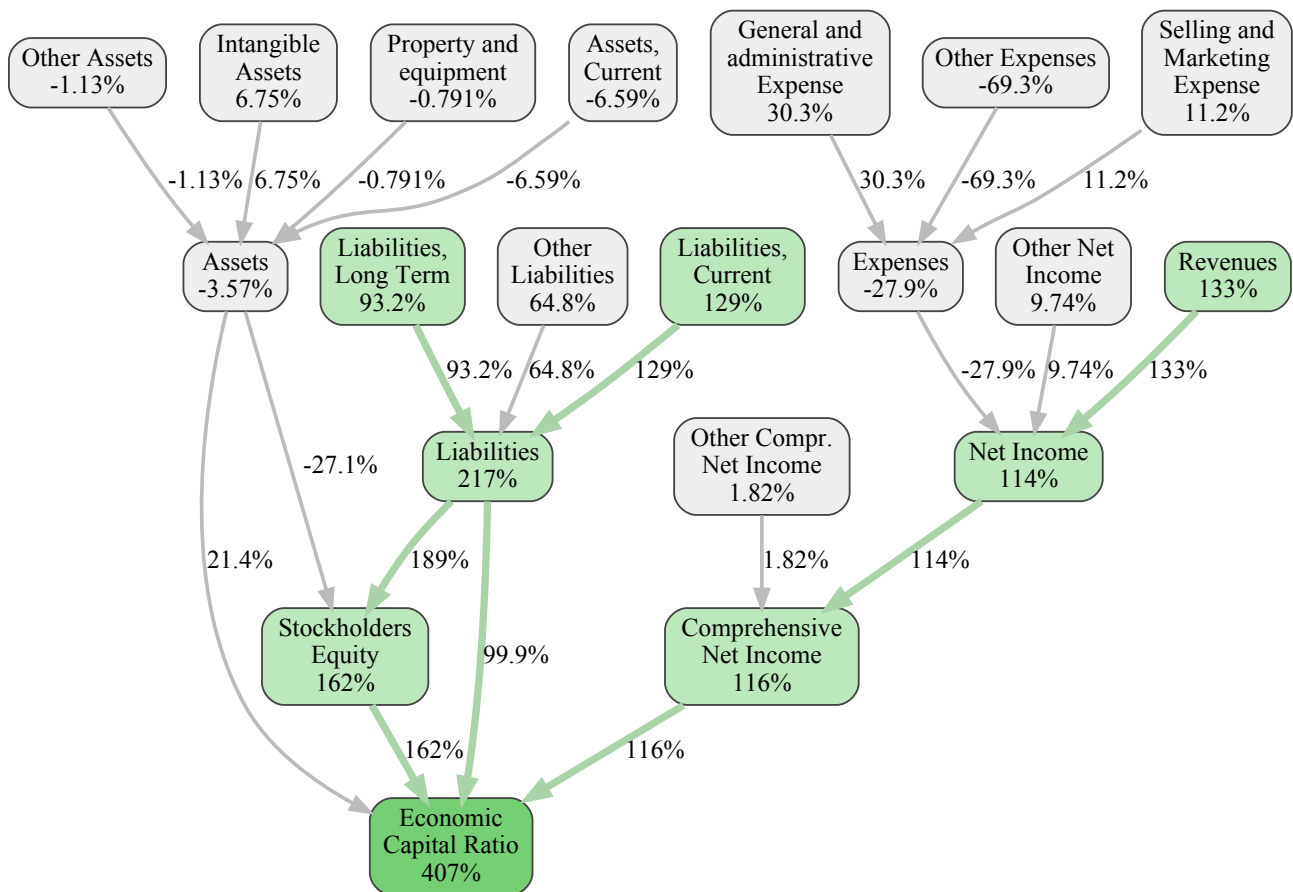 Other Assets
-1.13%
Intangible
Assets
6.75%
Property and
equipment
-0.791%
Assets,
Current
-6.59%
General and
administrative
Expense
30.3%
Other Expenses
-69.3%
Selling and
Marketing
Expense
11.2%
-1.13%
6.75%
-0.791%
-6.59%
30.3%
-69.3%
11.2%
Assets
-3.57%
Liabilities,
Long Term
93.2%
Other
Liabilities
64.8%
Liabilities,
Current
129%
Expenses
-27.9%
Other Net
Income
9.74%
Revenues
133%
93.2%
64.8%
129%
-27.9%
9.74%
133%
-27.1%
Liabilities
217%
Other Compr.
Net Income
1.82%
Net Income
114%
21.4%
189%
1.82%
114%
Stockholders
Equity
162%
99.9%
Comprehensive
Net Income
116%
162%
116%
Economic
Capital Ratio
407%